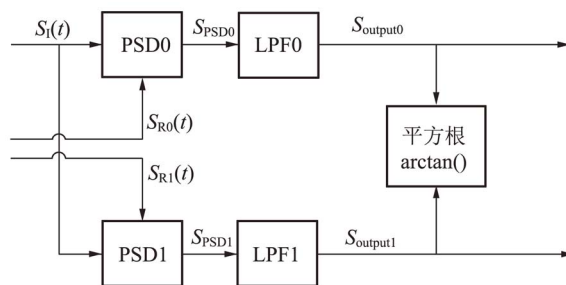 S_I(t)
PSD0
S_PSD0
LPF0
S_output0
S_R0(t)
S_R1(t)
平方根
arctan()
PSD1
S_PSD1
LPF1
S_output1